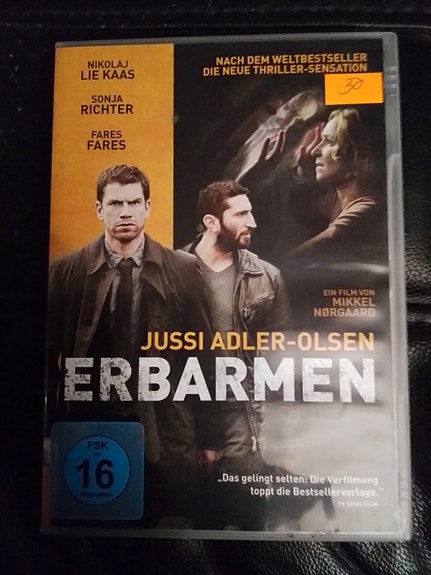 NIKOLAJ
LIE KAAS
SONJA
RICHTER
FARES
FARES
NACH DEM WELTBESTSELLER
DIE NEUE THRILLER-SENSATION
EIN FILM VON
MIKKEL
NØRGAARD
JUSSI ADLER-OLSEN
ERBARMEN
FSK
ab
16
„Das gelingt selten: Die Verfilmung
toppt die Bestsellervorlage.“
TV SPIELFILM